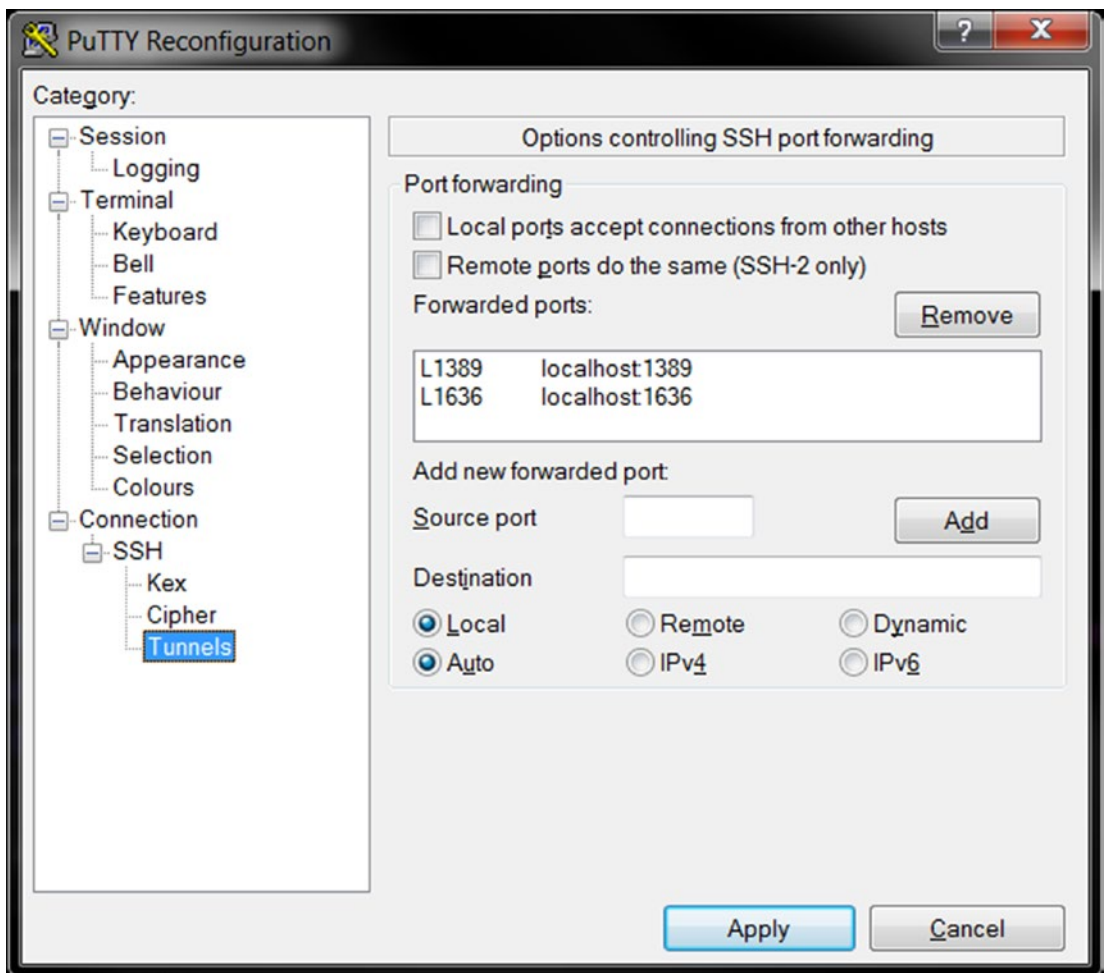 PuTTY Reconfiguration
?
X
Category:
Session
Logging
Terminal
Keyboard
Bell
Features
Window
Appearance
Behaviour
Translation
Selection
Colours
Connection
SSH
Kex
Cipher
Tunnels
Options controlling SSH port forwarding
Port forwarding
Local ports accept connections from other hosts
Remote ports do the same (SSH-2 only)
Forwarded ports:
Remove
L1389 localhost:1389
L1636 localhost:1636
Add new forwarded port:
Source port
Add
Destination
Local Remote Dynamic
Auto IPv4 IPv6
Apply
Cancel